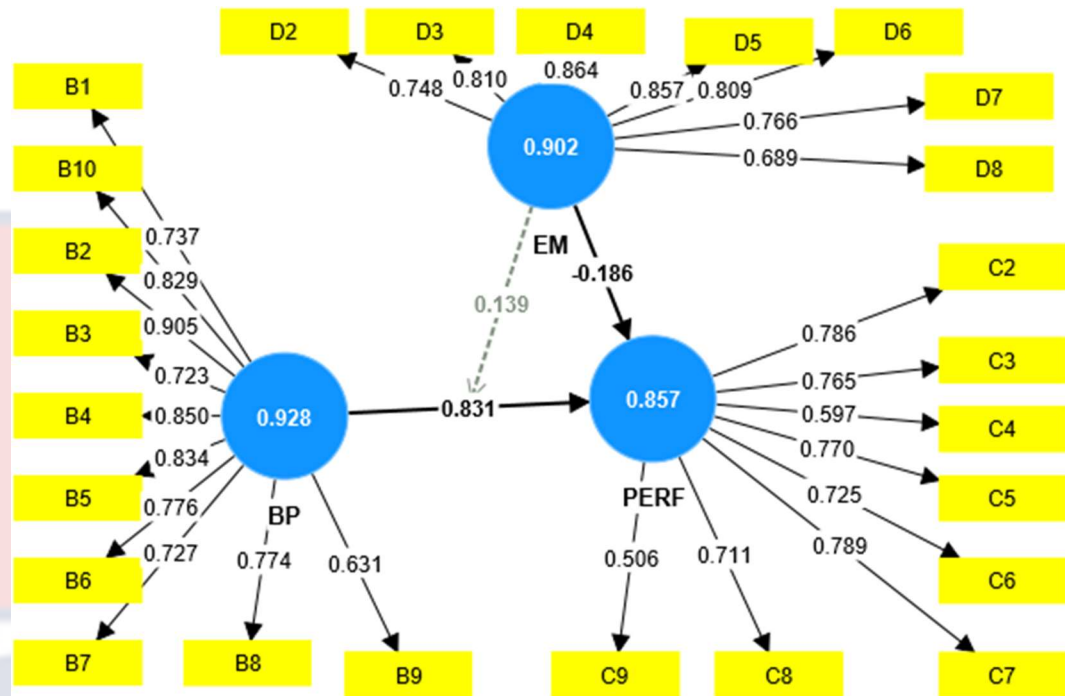 D2
D3
D4
D5
D6
0.748
0.810
0.864
0.857
0.809
D7
0.766
D8
0.689
0.902
EM
-0.186
0.139
B1
B10
B2
B3
B4
B5
B6
B7
B8
B9
0.737
0.829
0.905
0.723
0.850
0.834
0.776
0.727
0.774
0.631
0.928
BP
0.831
0.857
PERF
C2
C3
C4
C5
C6
C7
C8
C9
0.786
0.765
0.597
0.770
0.725
0.789
0.711
0.506